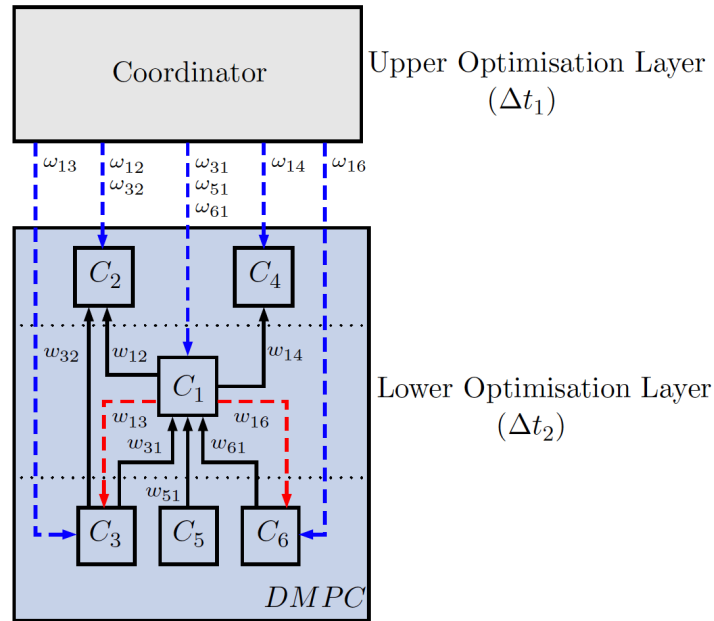 Coordinator
Upper Optimisation Layer
(Δt₁)
ω₁₃
ω₁₂
ω₃₂
ω₃₁
ω₅₁
ω₆₁
ω₁₄
ω₁₆
C₂
C₄
w₃₂
w₁₂
w₁₄
C₁
w₁₃
w₁₆
w₃₁
w₆₁
Lower Optimisation Layer
(Δt₂)
w₅₁
C₃
C₅
C₆
DMPC